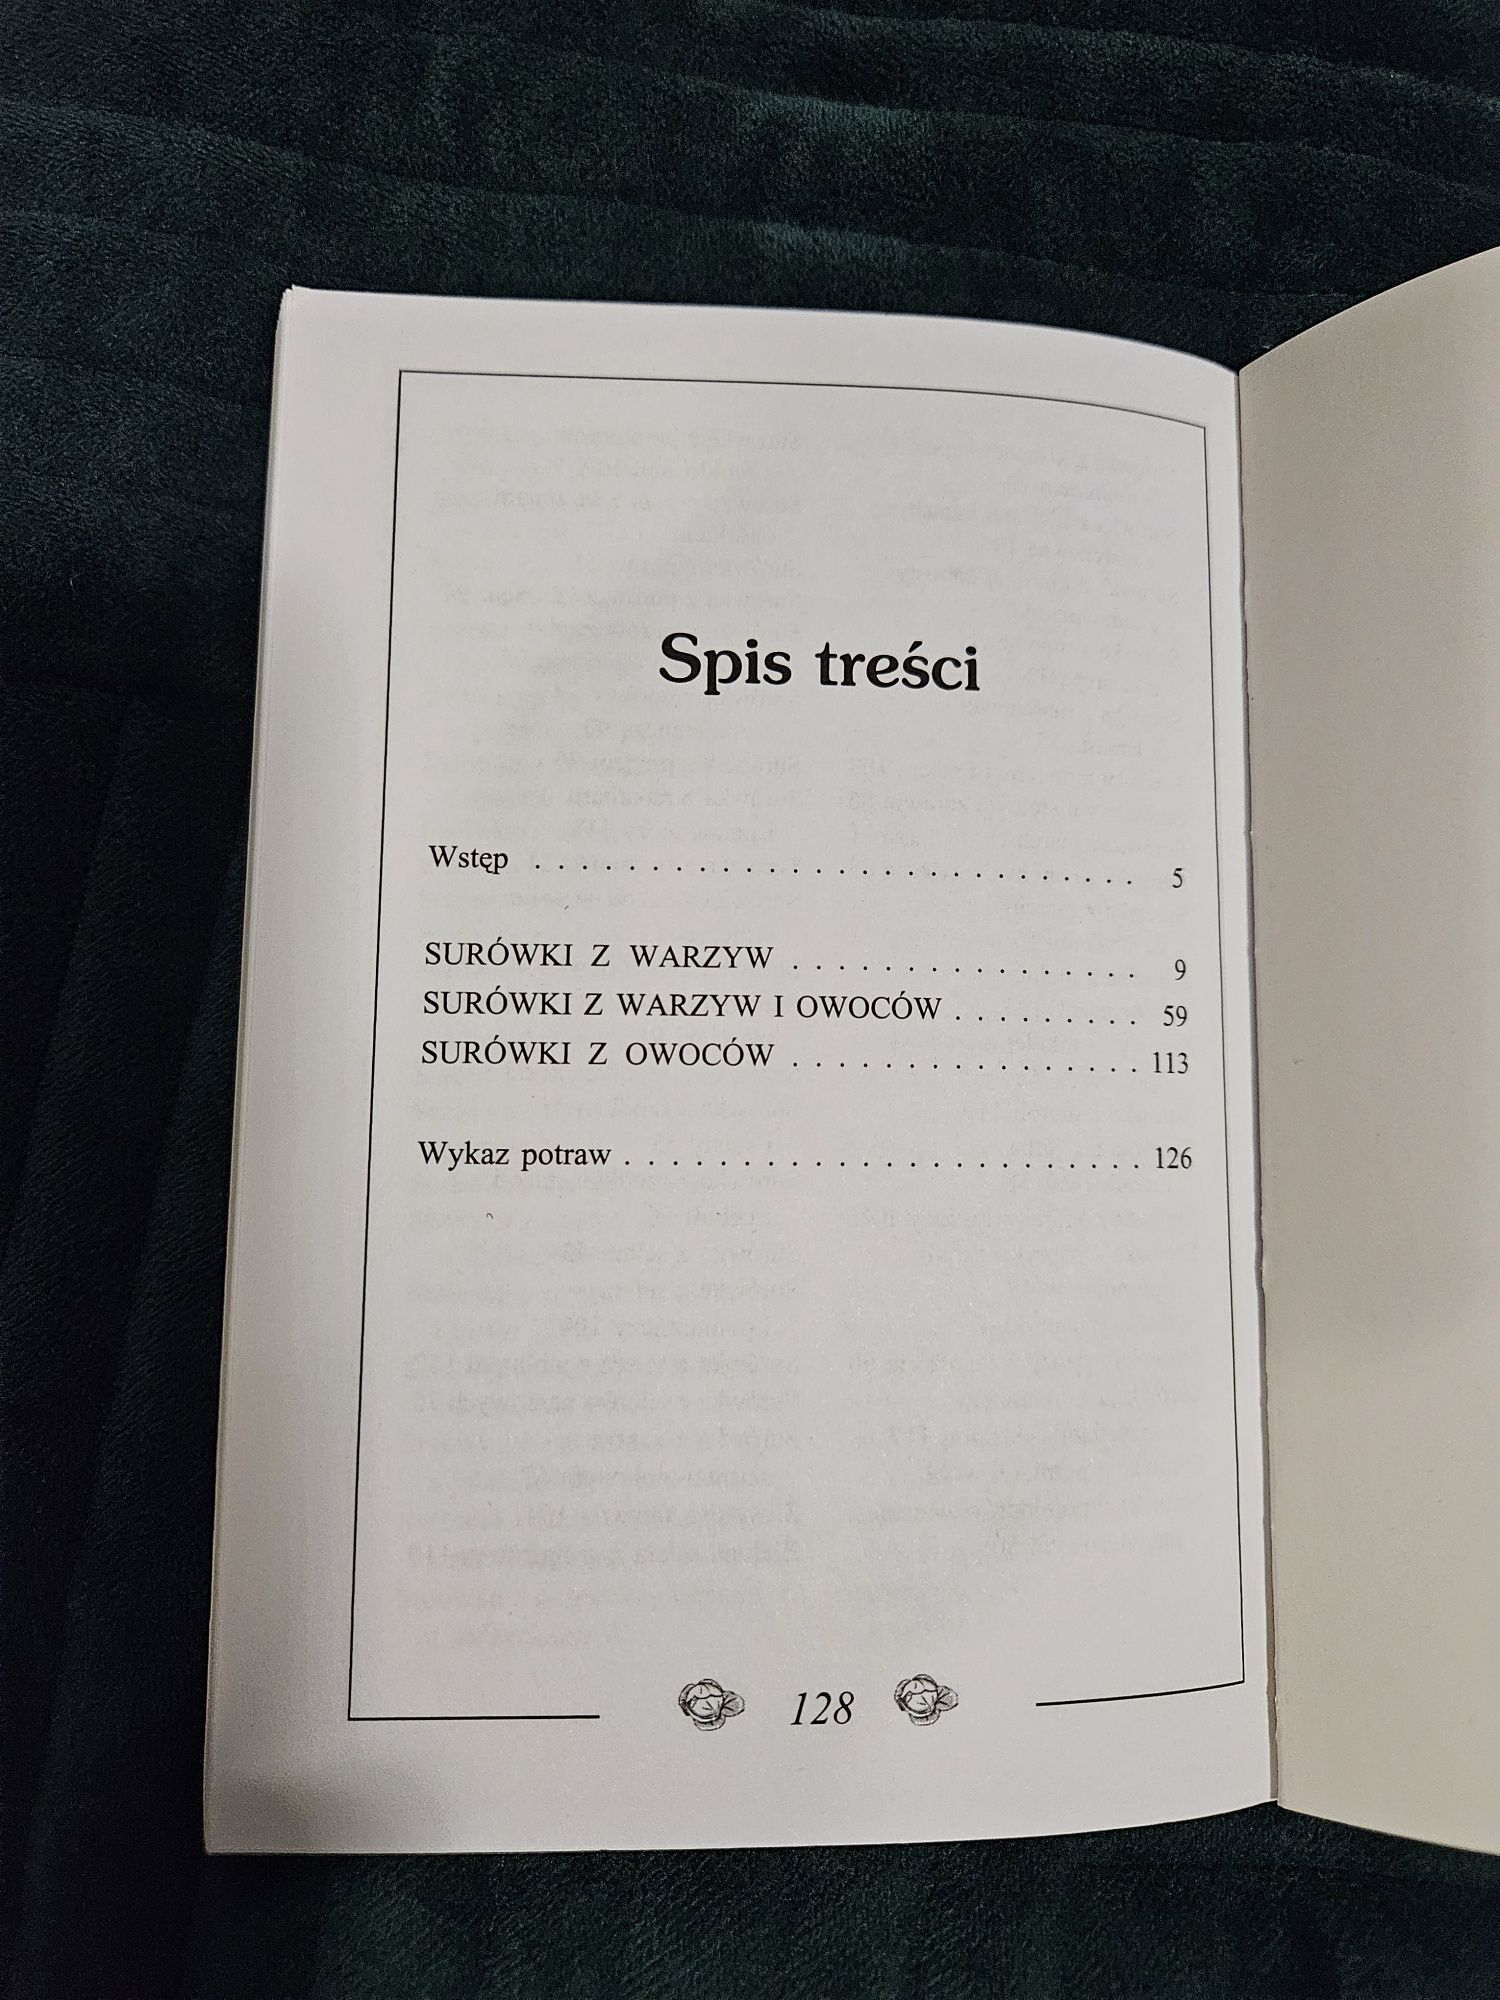 Spis treści
Wstęp . . . . . . . . . . . . . . . . . . . . . . . . . . 5
SURÓWKI Z WARZYW . . . . . . . . . . . . . . . 9
SURÓWKI Z WARZYW I OWOCÓW . . . . . . . . 59
SURÓWKI Z OWOCÓW . . . . . . . . . . . . . . . 113
Wykaz potraw . . . . . . . . . . . . . . . . . . . . . . 126
128